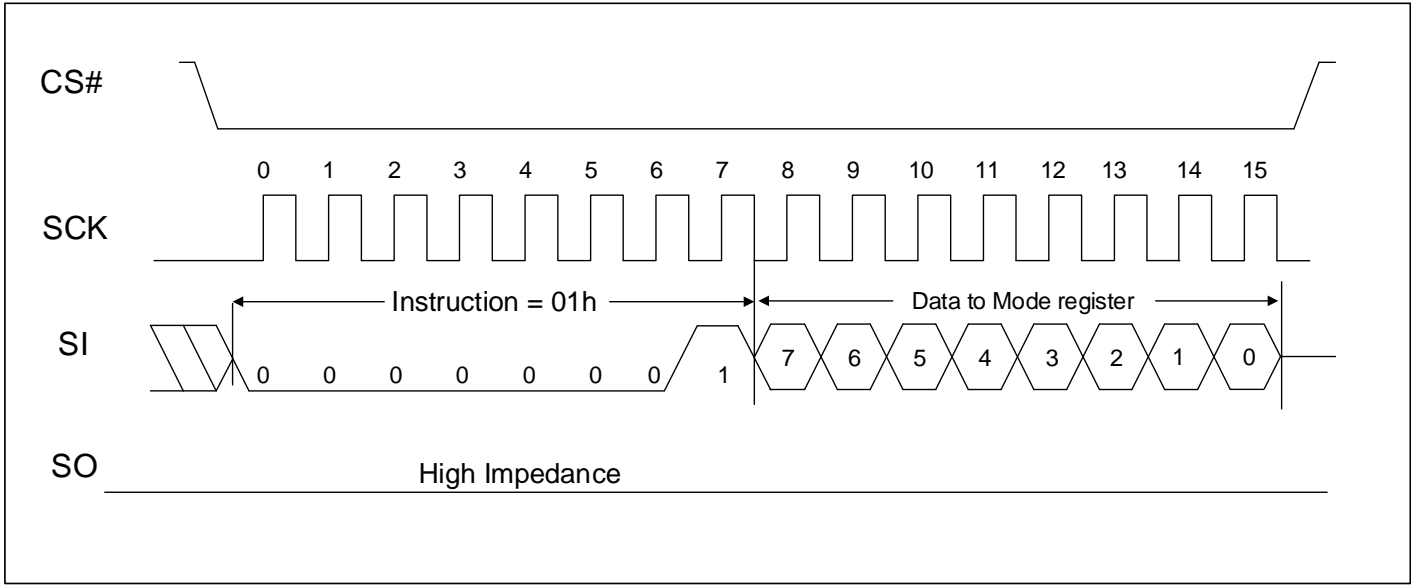 CS#
0 1 2 3 4 5 6 7 8 9 10 11 12 13 14 15
SCK
Instruction = 01h Data to Mode register
SI
0 0 0 0 0 0 0 1 7 6 5 4 3 2 1 0
SO
High Impedance